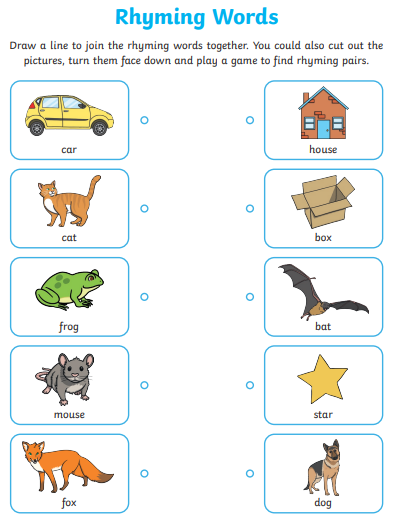 Rhyming Words
Draw a line to join the rhyming words together. You could also cut out the
pictures, turn them face down and play a game to find rhyming pairs.
car
house
cat
box
frog
bat
mouse
star
fox
dog